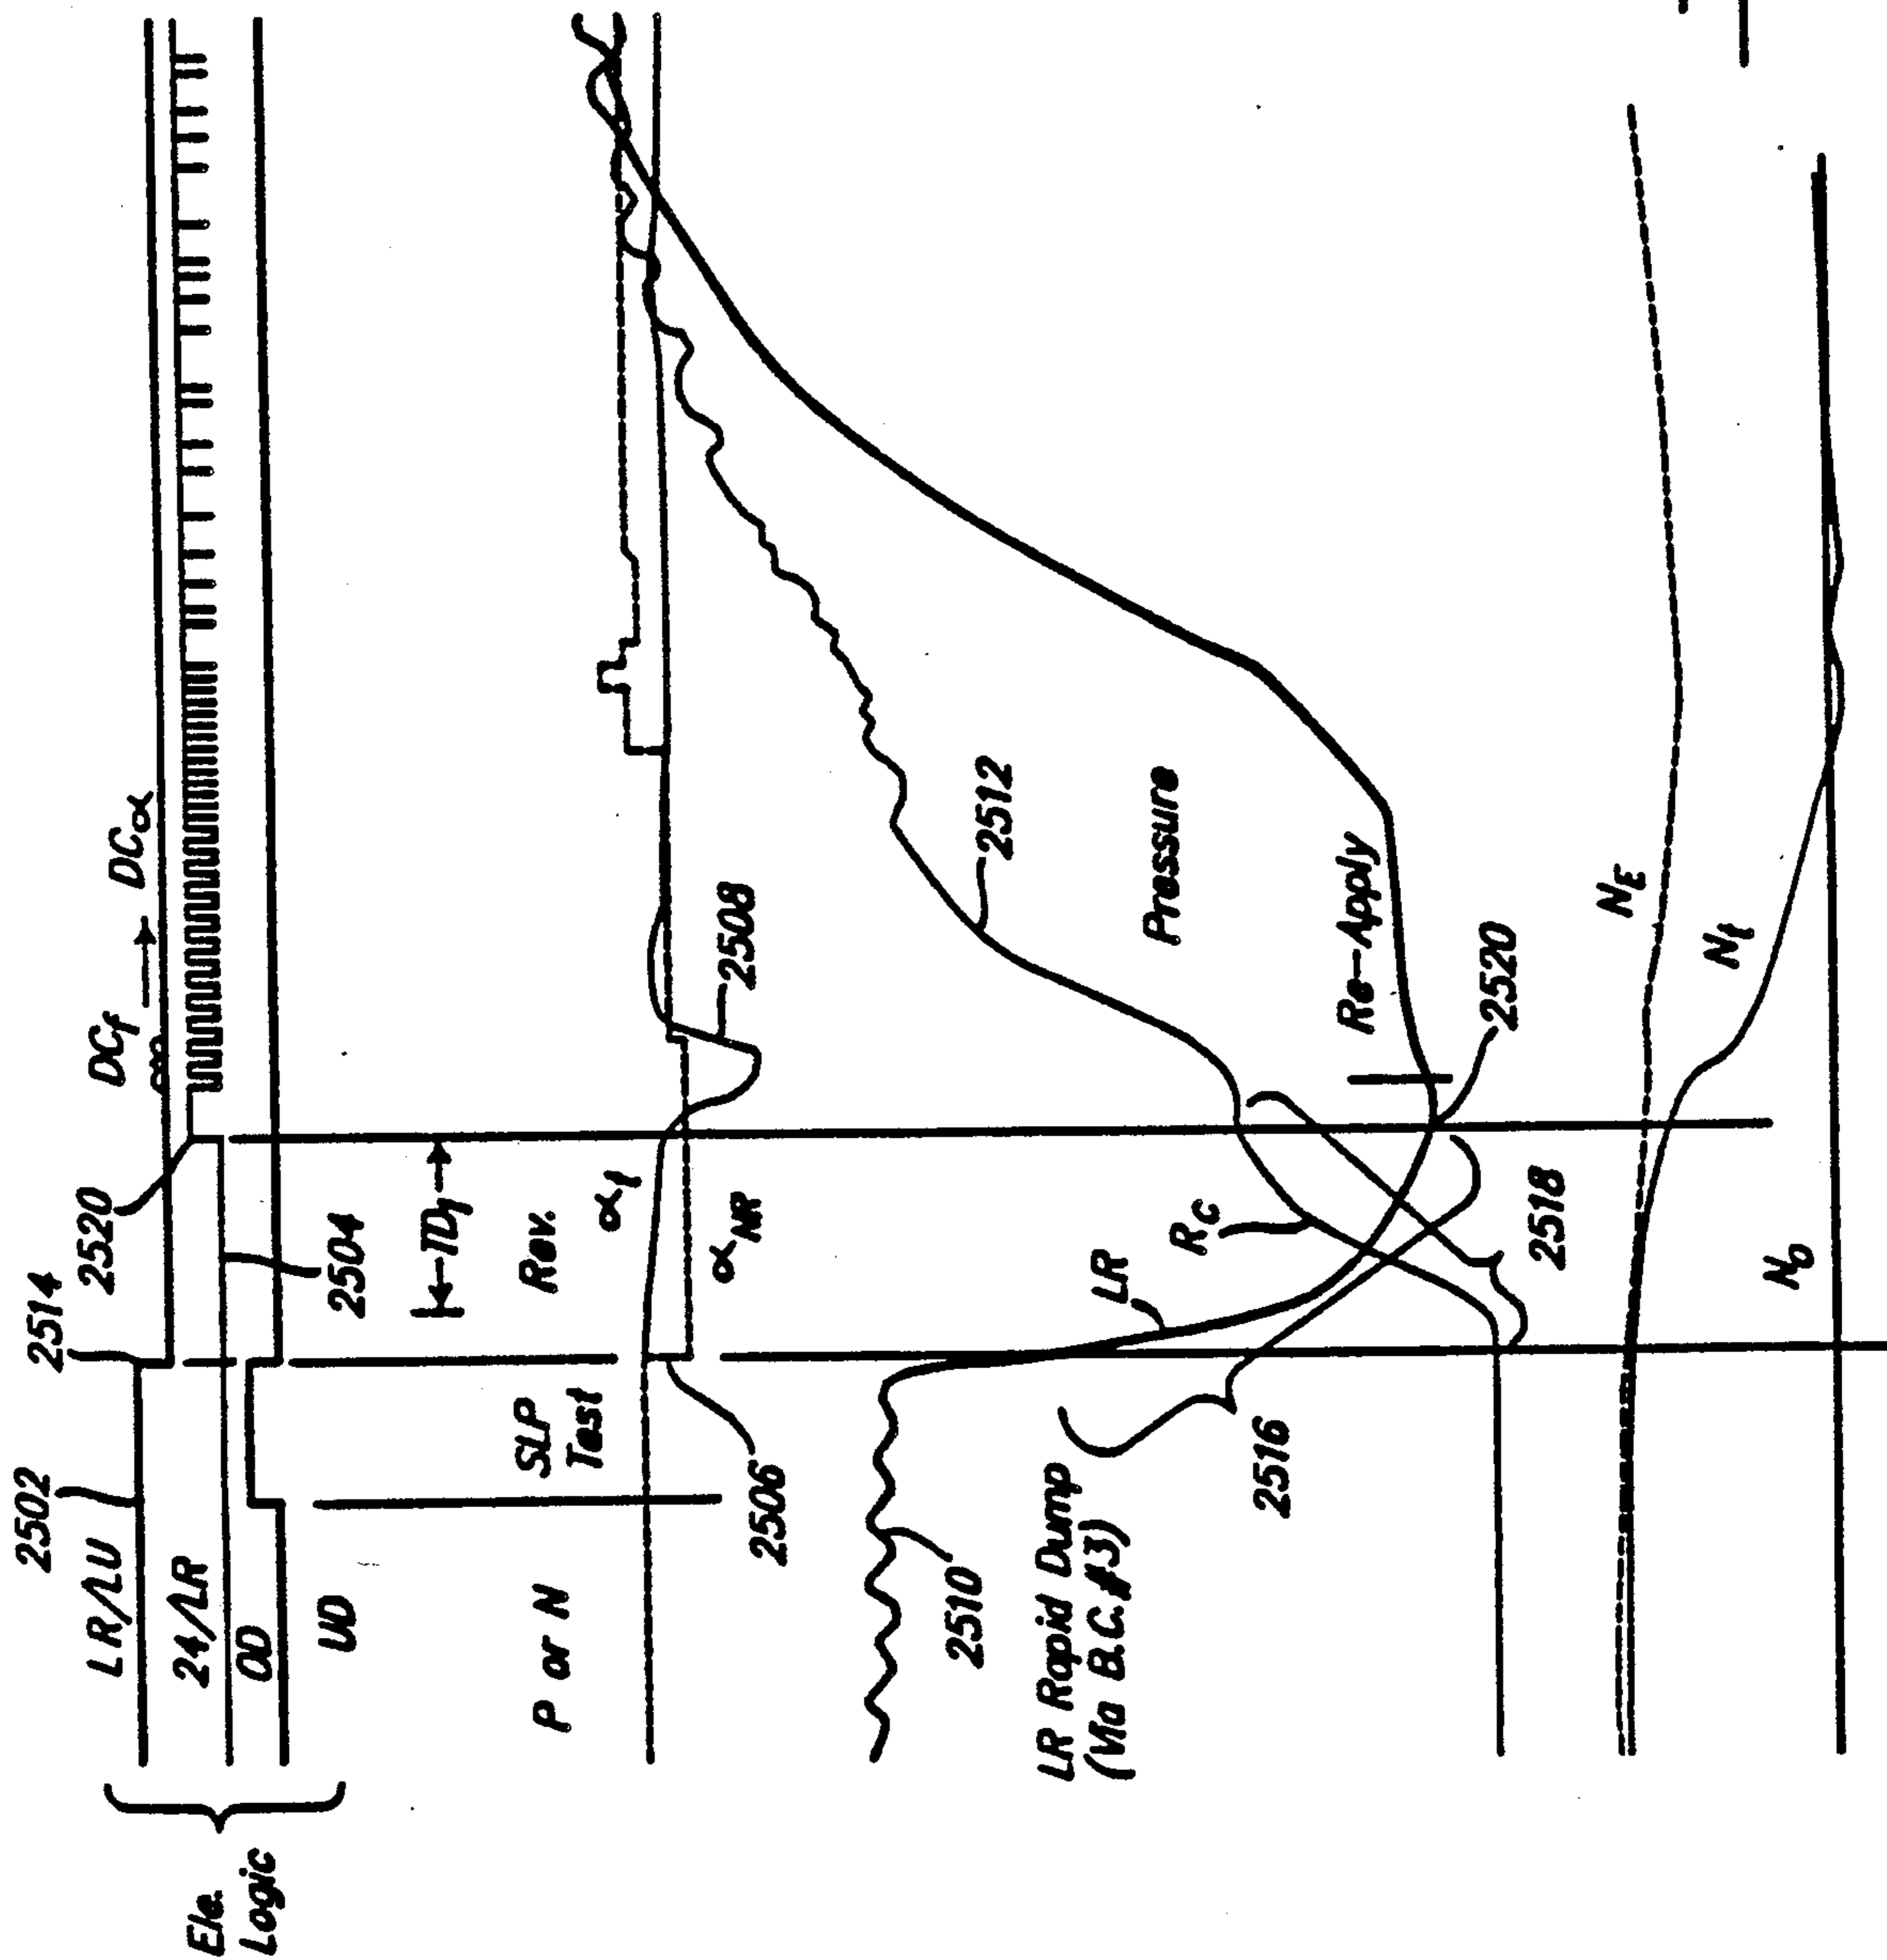 2502
2514
2520
DCf → DC∝
LR/LU
24/LR
OD
UD
Ele.
Logic
2504
TD1
P or N
SLP
Test
Rev.
∝t
∝NR
2506
2508
2510
2512
LR Rapid Dump
(Via B.C.#3)
LR
RC
Pressure
2516
2518
Re-Apply
2520
NE
Nt
No